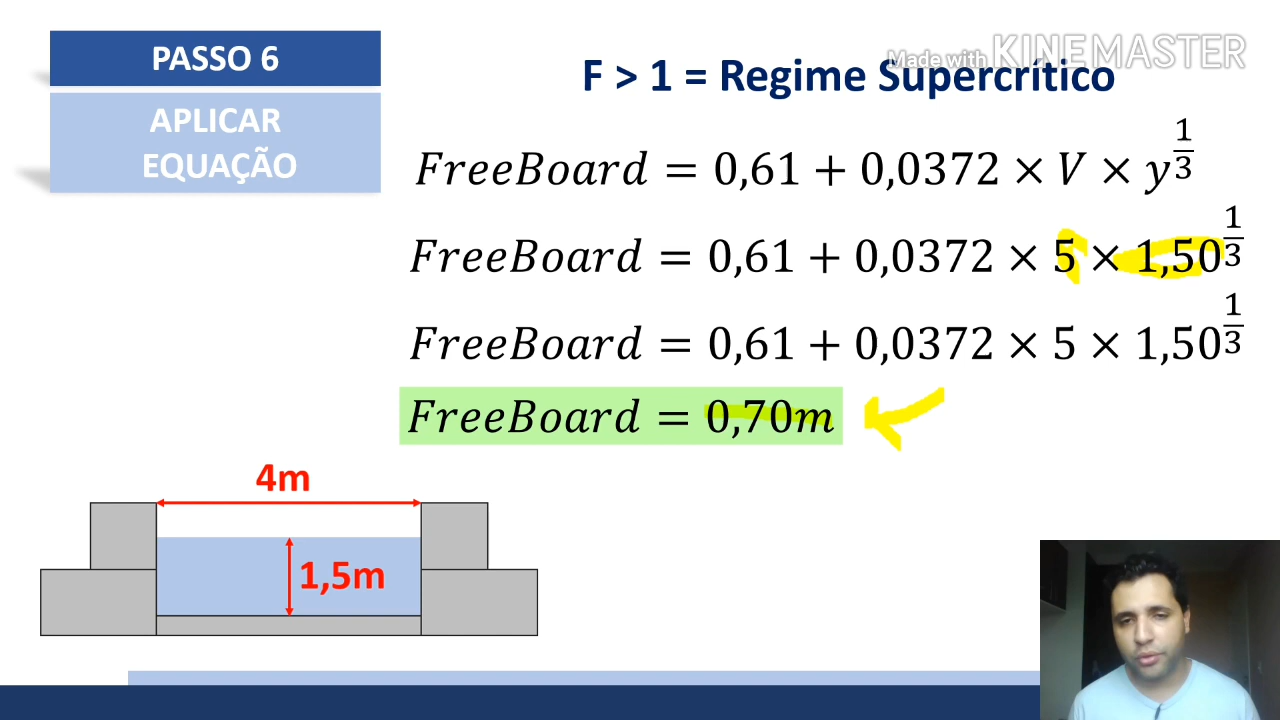 PASSO 6
APLICAR
EQUAÇÃO
Made with KINEMASTER
F > 1 = Regime Supercrítico
FreeBoard = 0,61 + 0,0372 × V × y^(1/3)
FreeBoard = 0,61 + 0,0372 × 5 × 1,50^(1/3)
FreeBoard = 0,61 + 0,0372 × 5 × 1,50^(1/3)
FreeBoard = 0,70m
4m
1,5m